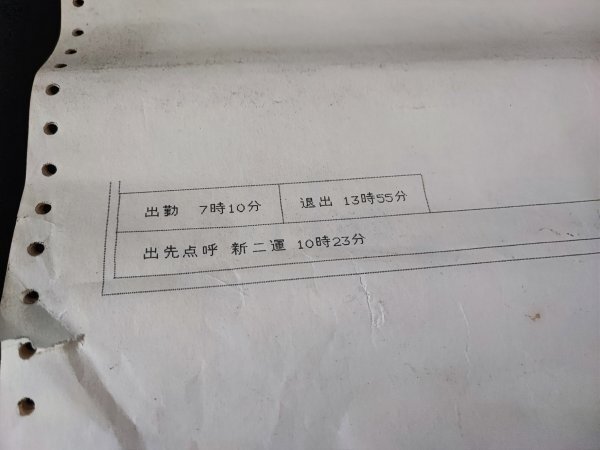 出勤 7時10分 退出 13時55分
出先点呼 新二運 10時23分